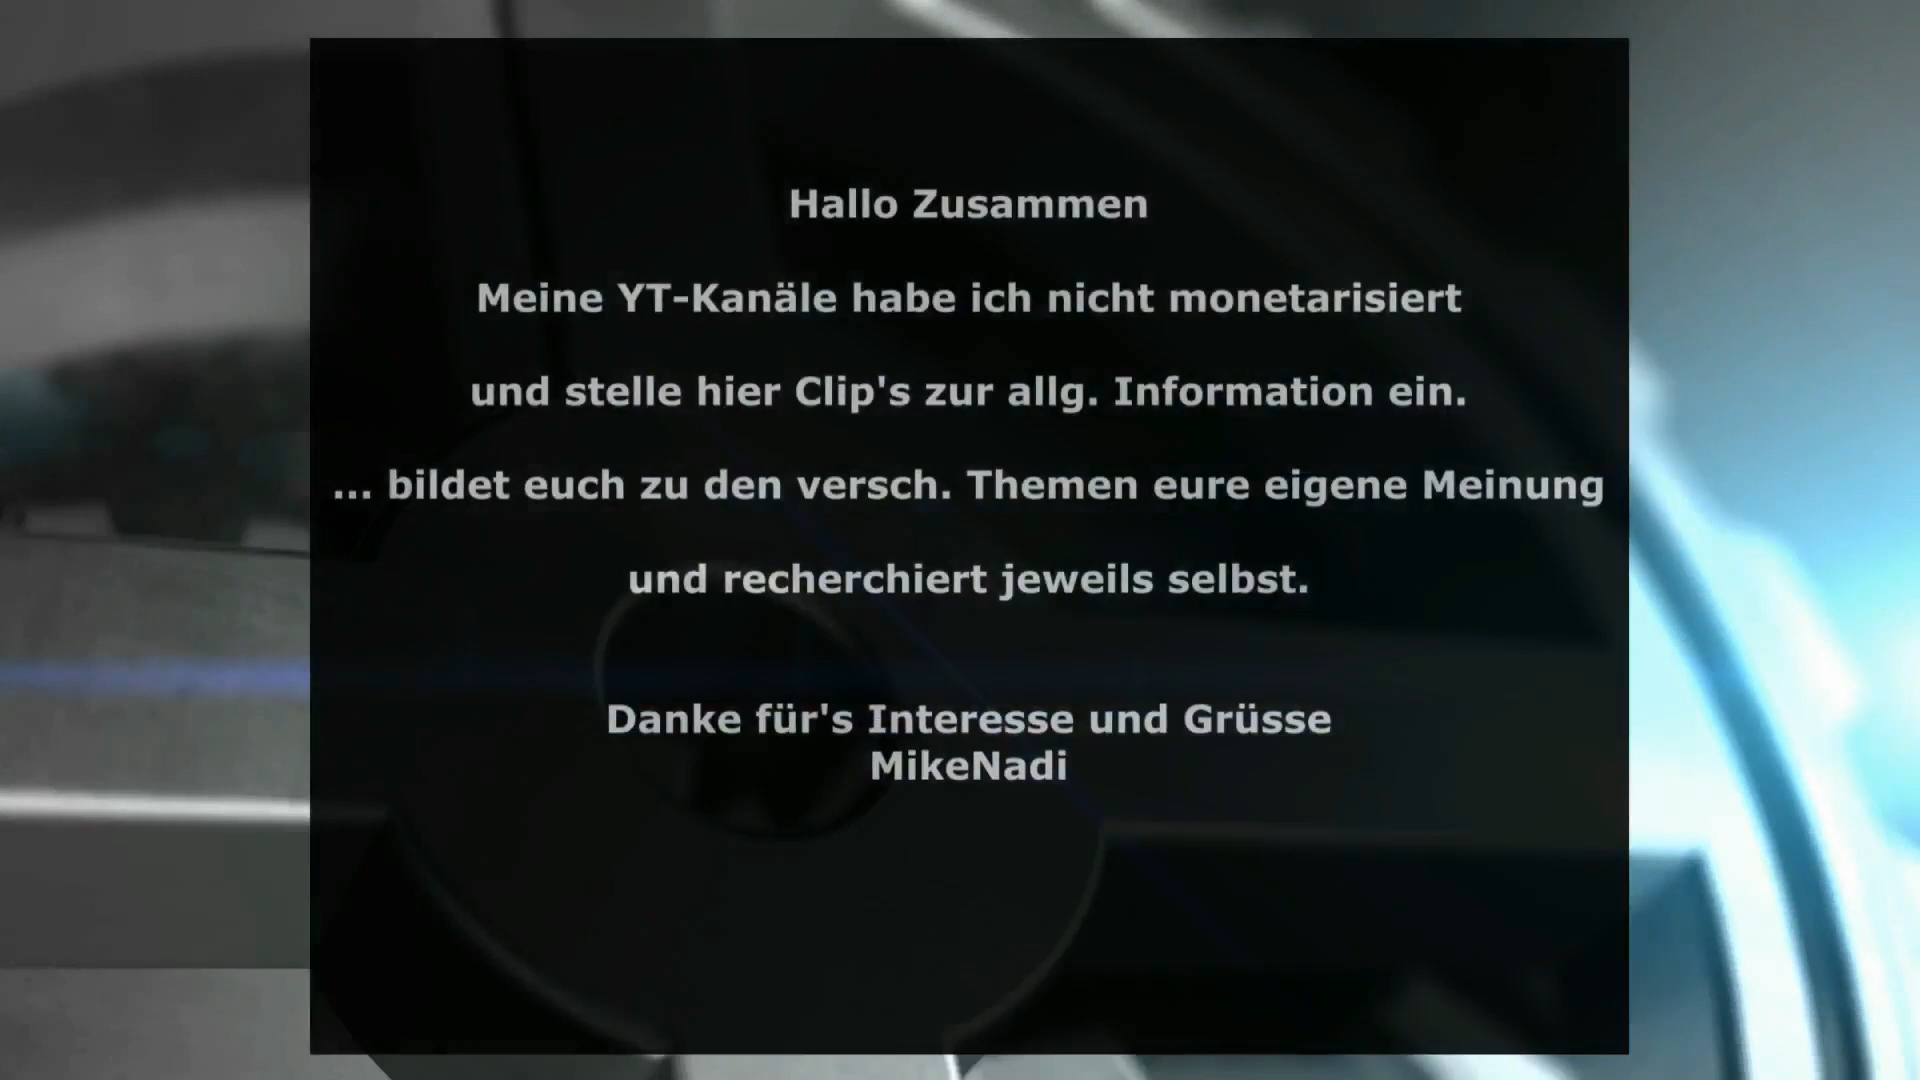 Hallo Zusammen
Meine YT-Kanäle habe ich nicht monetarisiert
und stelle hier Clip's zur allg. Information ein.
... bildet euch zu den versch. Themen eure eigene Meinung
und recherchiert jeweils selbst.
Danke für's Interesse und Grüsse
MikeNadi